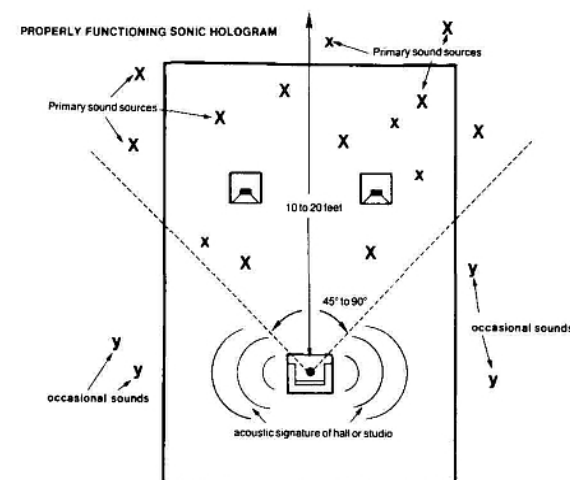 PROPERLY FUNCTIONING SONIC HOLOGRAM
x
X
Primary sound sources
X
X
X
X
Primary sound sources
X
x
X
X
X
x
10 to 20 feet
x
X
X
y
45° to 90°
occasional sounds
y
y
y
occasional sounds
acoustic signature of hall or studio